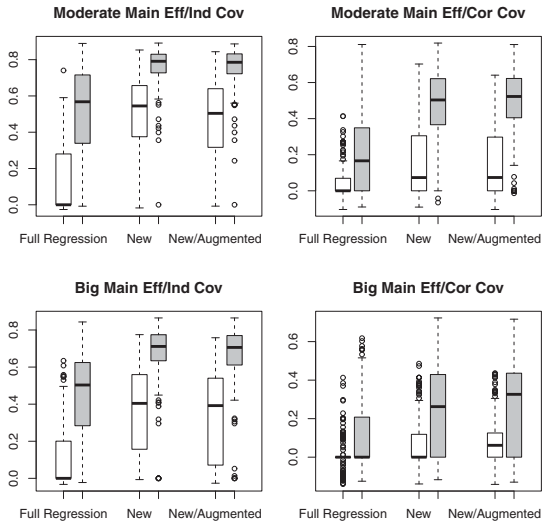 Moderate Main Eff/Ind Cov
Moderate Main Eff/Cor Cov
0.8
0.6
0.4
0.2
0.0
Full Regression New New/Augmented
0.8
0.6
0.4
0.2
0.0
Full Regression New New/Augmented
Big Main Eff/Ind Cov
Big Main Eff/Cor Cov
0.8
0.6
0.4
0.2
0.0
Full Regression New New/Augmented
0.6
0.4
0.2
0.0
Full Regression New New/Augmented